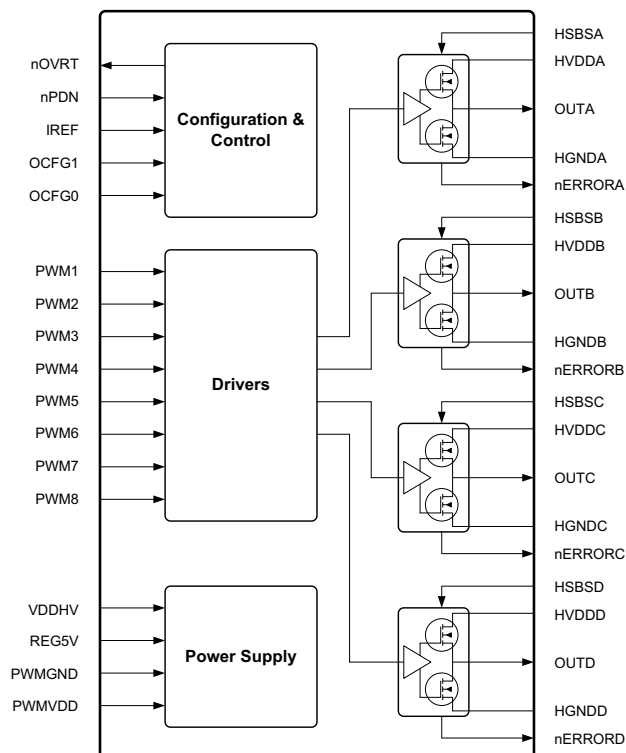 nOVRT
nPDN
IREF
OCFG1
OCFG0
Configuration &
Control
PWM1
PWM2
PWM3
PWM4
PWM5
PWM6
PWM7
PWM8
Drivers
VDDHV
REG5V
PWMGND
PWMVDD
Power Supply
HSBSA
HVDDA
OUTA
HGNDA
nERRORA
HSBSB
HVDDB
OUTB
HGNDB
nERRORB
HSBSC
HVDDC
OUTC
HGNDC
nERRORC
HSBSD
HVDDD
OUTD
HGNDD
nERRORD